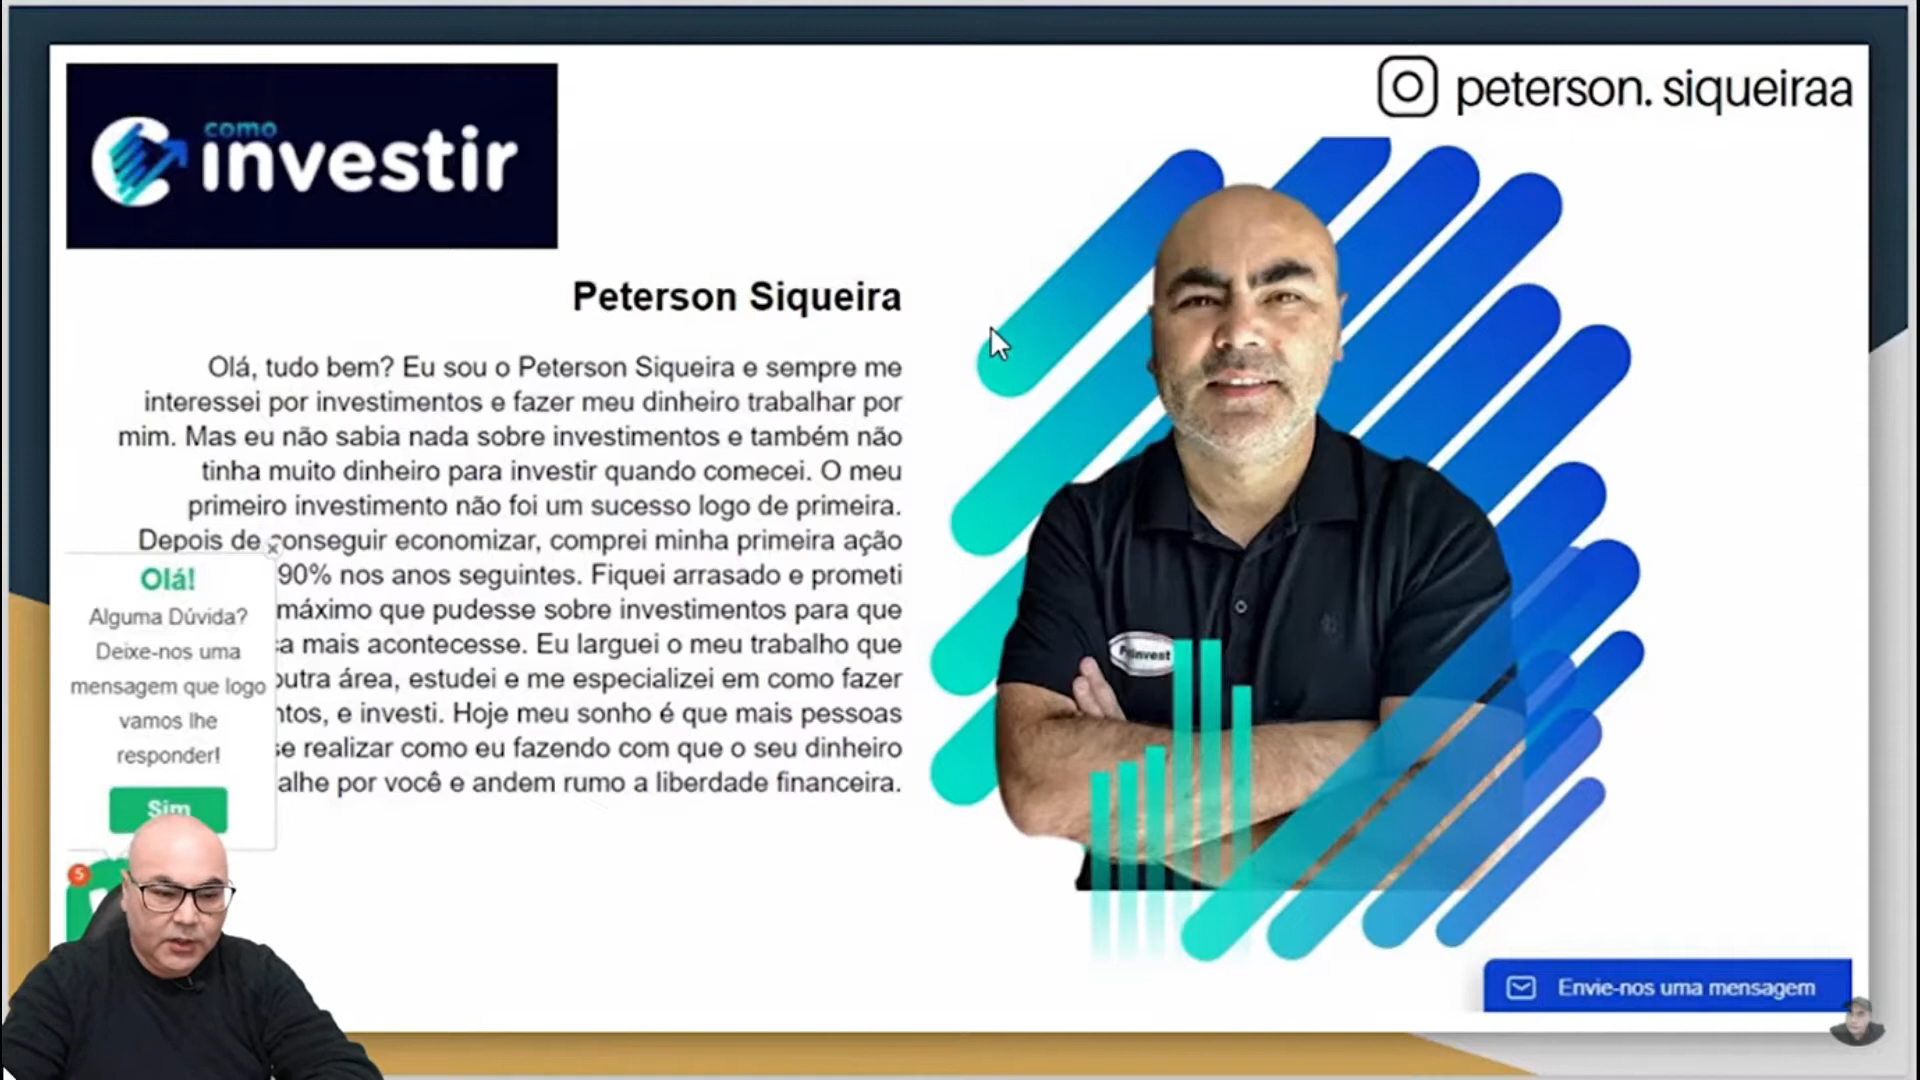 peterson. siqueiraa
como
investir
Peterson Siqueira
Olá, tudo bem? Eu sou o Peterson Siqueira e sempre me
interessei por investimentos e fazer meu dinheiro trabalhar por
mim. Mas eu não sabia nada sobre investimentos e também não
tinha muito dinheiro para investir quando comecei. O meu
primeiro investimento não foi um sucesso logo de primeira.
Depois de conseguir economizar, comprei minha primeira ação
90% nos anos seguintes. Fiquei arrasado e prometi
máximo que pudesse sobre investimentos para que
mais acontecesse. Eu larguei o meu trabalho que
outra área, estudei e me especializei em como fazer
e investi. Hoje meu sonho é que mais pessoas
realizar como eu fazendo com que o seu dinheiro
por você e andem rumo a liberdade financeira.
Olá!
Alguma Dúvida?
Deixe-nos uma
mensagem que logo
vamos lhe
responder!
Sim
5
Envie-nos uma mensagem